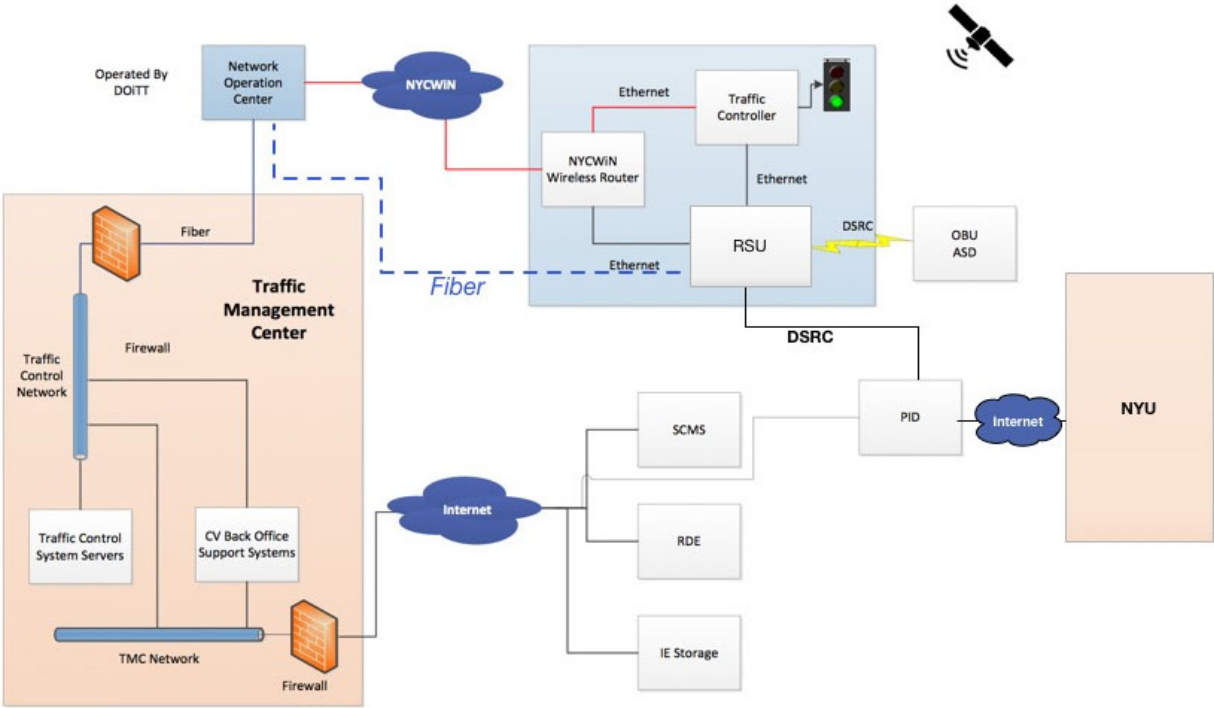 Operated By
DOiTT
Network
Operation
Center
NYCWiN
Ethernet
Traffic
Controller
NYCWiN
Wireless Router
Ethernet
RSU
DSRC
OBU
ASD
Ethernet
Fiber
Fiber
Traffic
Management
Center
Firewall
Traffic
Control
Network
DSRC
PID
Internet
NYU
SCMS
Internet
RDE
Traffic Control
System Servers
CV Back Office
Support Systems
IE Storage
TMC Network
Firewall